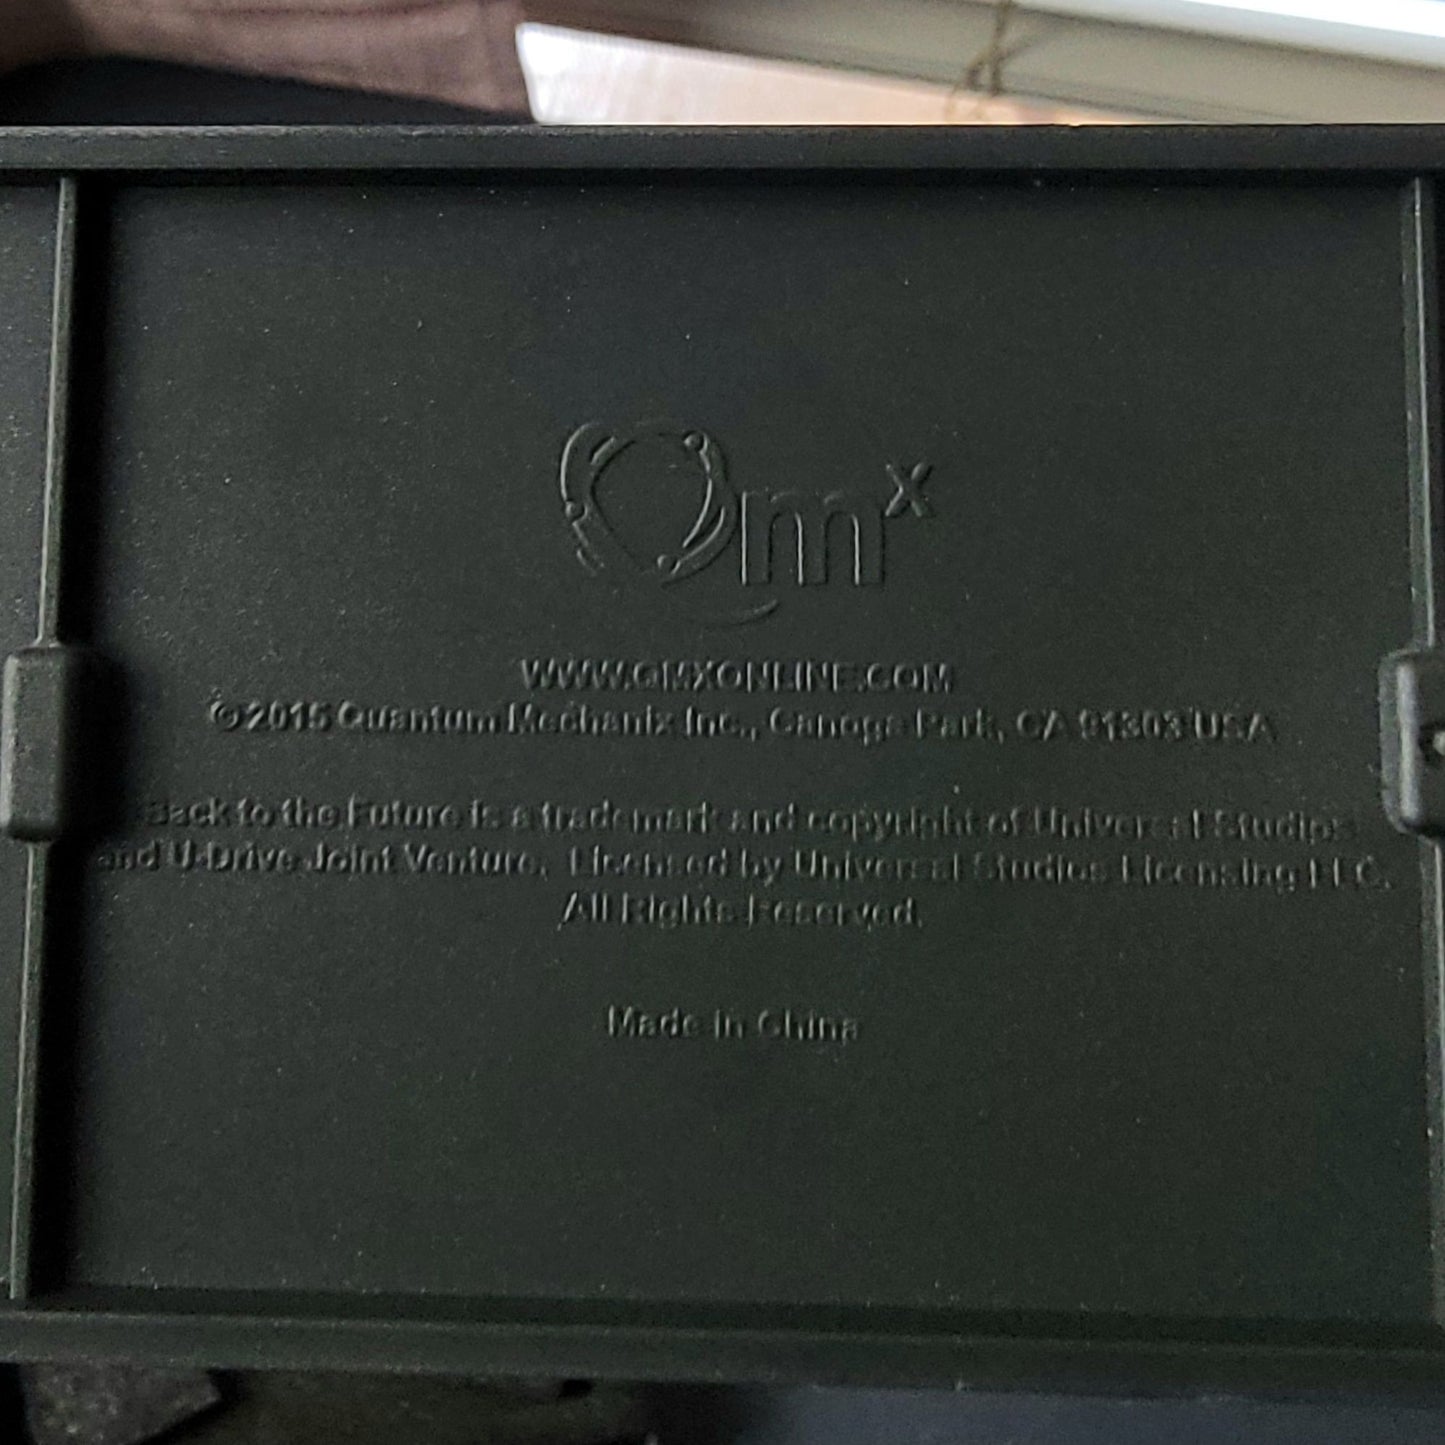 Qmx
WWW.QMXONLINE.COM
© 2015 Quantum Mechanix Inc., Canoga Park, CA 91303 USA
Back to the Future is a trademark and copyright of Universal Studios
and U-Drive Joint Venture. Licensed by Universal Studios Licensing LLC.
All Rights Reserved.
Made in China